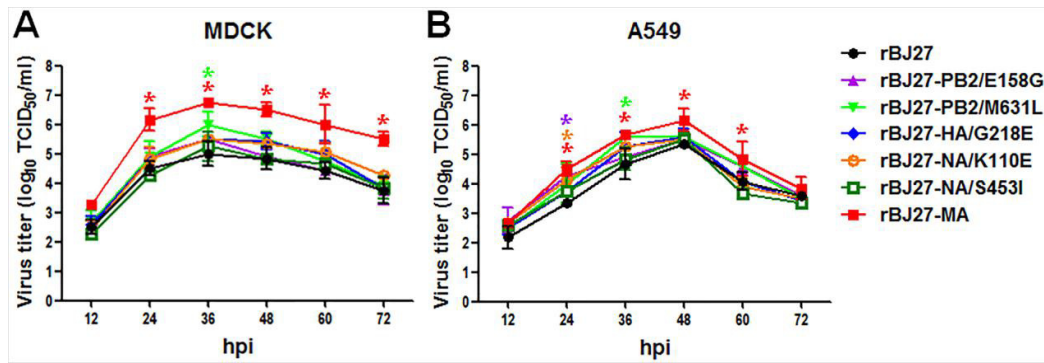 A
MDCK
Virus titer (log10 TCID50/ml)
8
7
6
5
4
3
2
1
0
12 24 36 48 60 72
hpi
* * * * * * 
B
A549
Virus titer (log10 TCID50/ml)
8
7
6
5
4
3
2
1
0
12 24 36 48 60 72
hpi
* * * * * * *
rBJ27
rBJ27-PB2/E158G
rBJ27-PB2/M631L
rBJ27-HA/G218E
rBJ27-NA/K110E
rBJ27-NA/S453I
rBJ27-MA